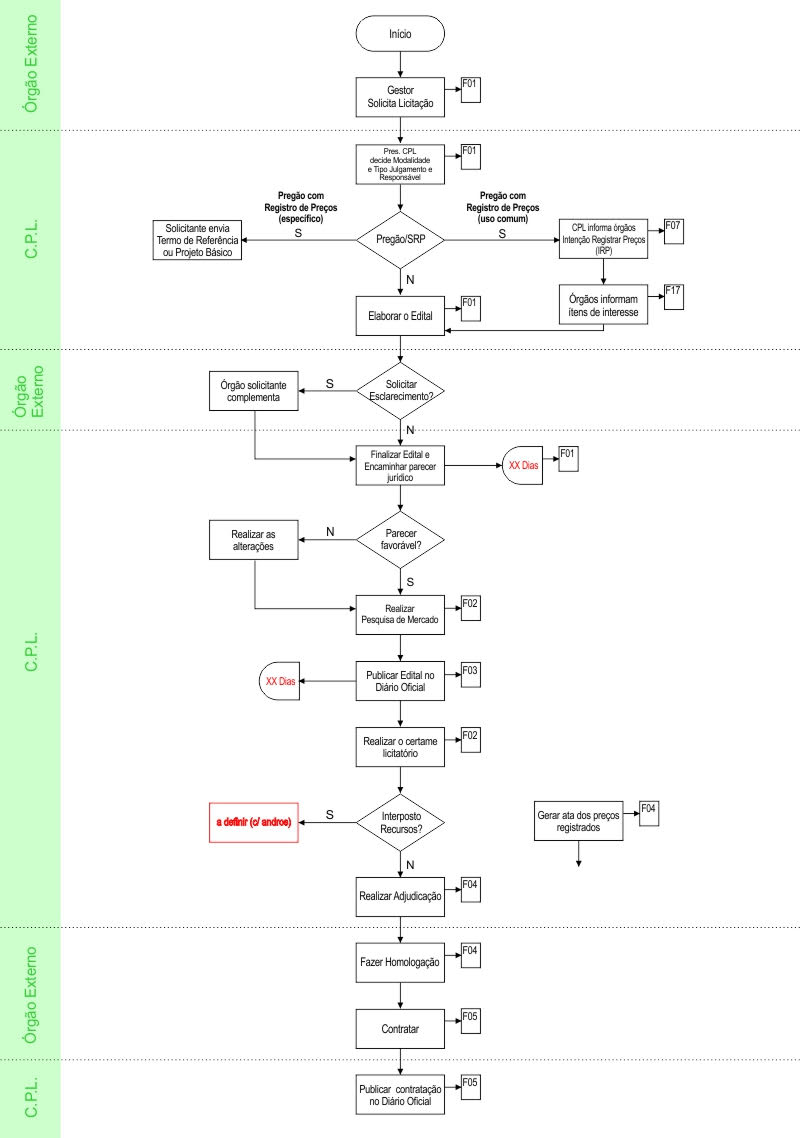 Órgão Externo
Início
Gestor
Solicita Licitação
F01
C.P.L.
Pres. CPL
decide Modalidade
e Tipo Julgamento e
Responsável
F01
Pregão com
Registro de Preços
(específico)
S
Pregão com
Registro de Preços
(uso comum)
S
Solicitante envia
Termo de Referência
ou Projeto Básico
Pregão/SRP
CPL informa órgãos
Intenção Registrar Preços
(IRP)
F07
N
Elaborar o Edital
F01
Órgãos informam
ítens de interesse
F17
Órgão
Externo
Órgão solicitante
complementa
S
Solicitar
Esclarecimento?
N
C.P.L.
Finalizar Edital e
Encaminhar parecer
jurídico
XX Dias
F01
Realizar as
alterações
N
Parecer
favorável?
S
Realizar
Pesquisa de Mercado
F02
XX Dias
Publicar Edital no
Diário Oficial
F03
Realizar o certame
licitatório
F02
a definir (c/ andros)
S
Interposto
Recursos?
Gerar ata dos preços
registrados
F04
N
Realizar Adjudicação
F04
Órgão Externo
Fazer Homologação
F04
Contratar
F05
C.P.L.
Publicar contratação
no Diário Oficial
F05